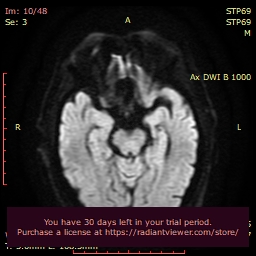 Im: 10/48
Se: 3
A
STP69
STP69
M
Ax DWI B 1000
R
L
You have 30 days left in your trial period.
Purchase a license at https://radiantviewer.com/store/